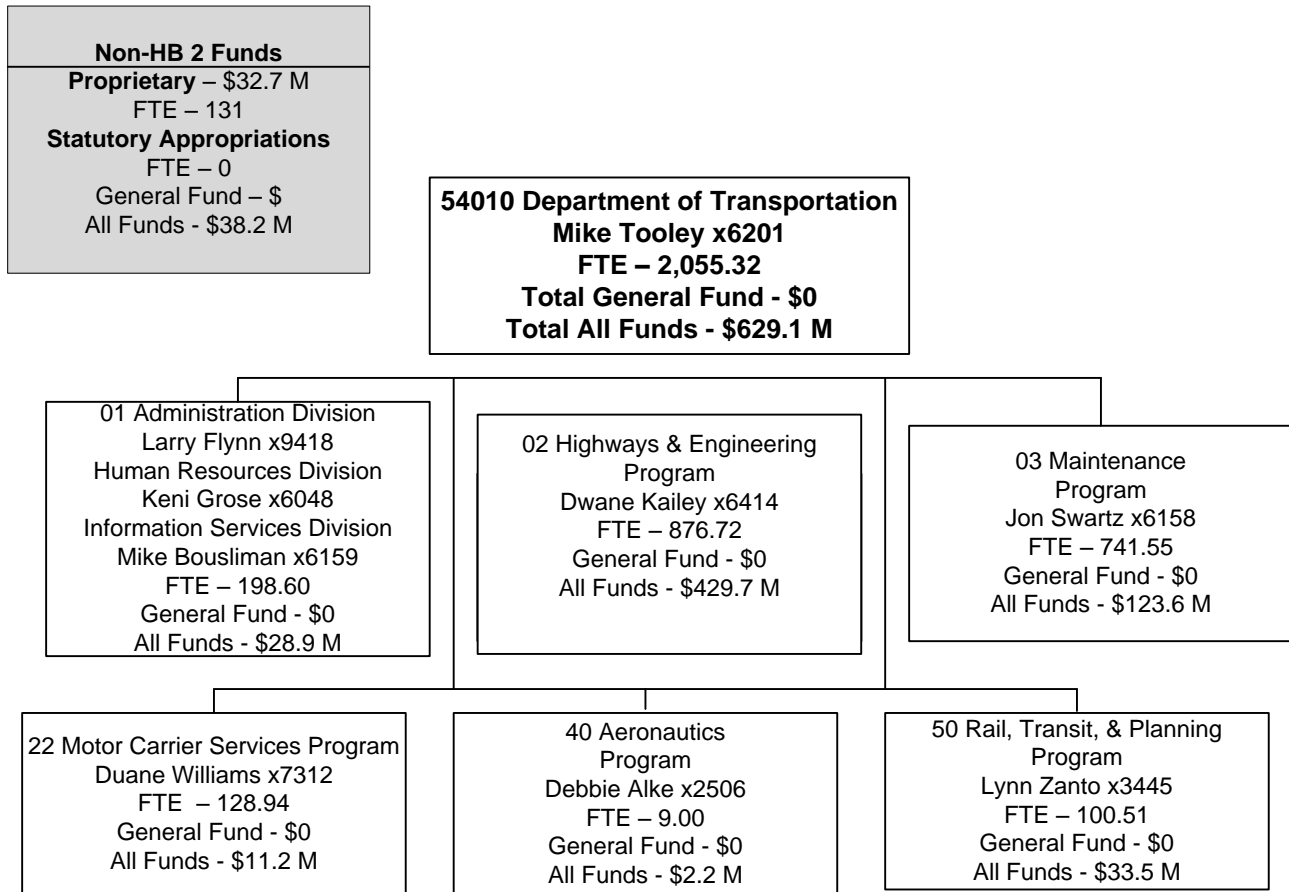 Non-HB 2 Funds
Proprietary – $32.7 M
FTE – 131
Statutory Appropriations
FTE – 0
General Fund – $
All Funds - $38.2 M
54010 Department of Transportation
Mike Tooley x6201
FTE – 2,055.32
Total General Fund - $0
Total All Funds - $629.1 M
01 Administration Division
Larry Flynn x9418
Human Resources Division
Keni Grose x6048
Information Services Division
Mike Bousliman x6159
FTE – 198.60
General Fund - $0
All Funds - $28.9 M
02 Highways & Engineering
Program
Dwane Kailey x6414
FTE – 876.72
General Fund - $0
All Funds - $429.7 M
03 Maintenance
Program
Jon Swartz x6158
FTE – 741.55
General Fund - $0
All Funds - $123.6 M
22 Motor Carrier Services Program
Duane Williams x7312
FTE – 128.94
General Fund - $0
All Funds - $11.2 M
40 Aeronautics
Program
Debbie Alke x2506
FTE – 9.00
General Fund - $0
All Funds - $2.2 M
50 Rail, Transit, & Planning
Program
Lynn Zanto x3445
FTE – 100.51
General Fund - $0
All Funds - $33.5 M